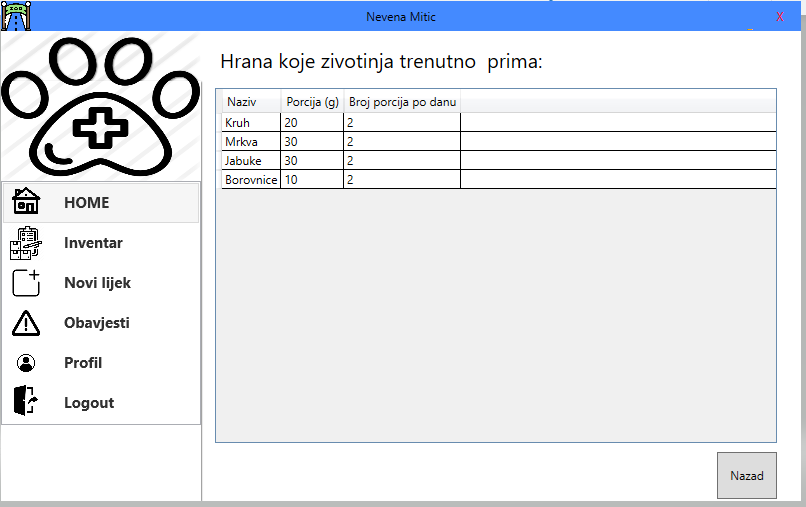 Nevena Mitic
X
HOME
Inventar
Novi lijek
Obavjesti
Profil
Logout
Hrana koje zivotinja trenutno  prima:
Naziv Porcija (g) Broj porcija po danu
Kruh 20 2
Mrkva 30 2
Jabuke 30 2
Borovnice 10 2
Nazad